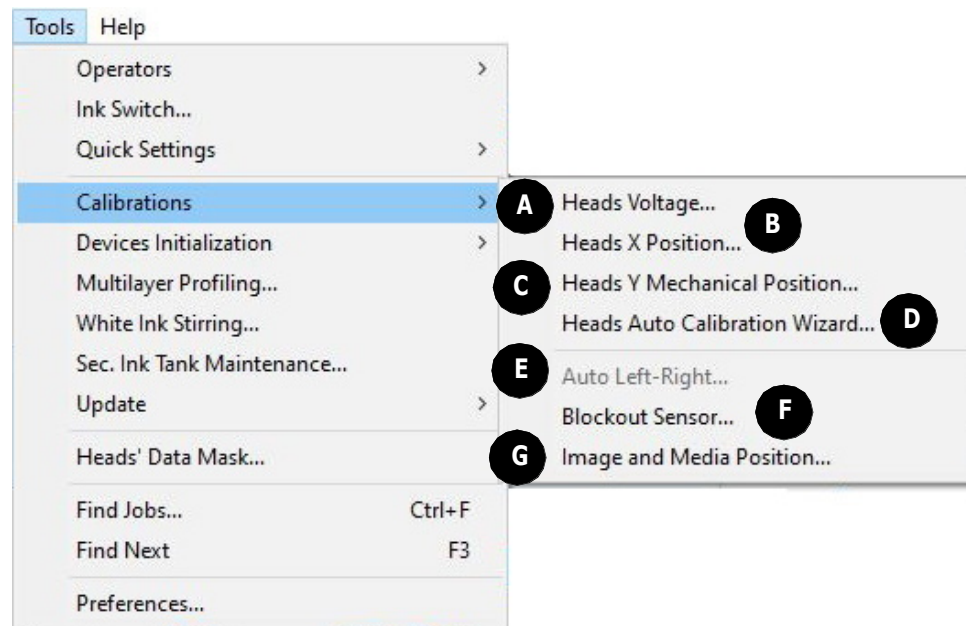 Tools Help
Operators
Ink Switch...
Quick Settings
Calibrations
Devices Initialization
Multilayer Profiling...
White Ink Stirring...
Sec. Ink Tank Maintenance...
Update
Heads' Data Mask...
Find Jobs... Ctrl+F
Find Next F3
Preferences...
A Heads Voltage...
B
Heads X Position...
C Heads Y Mechanical Position...
Heads Auto Calibration Wizard... D
E Auto Left-Right...
Blockout Sensor... F
G Image and Media Position...